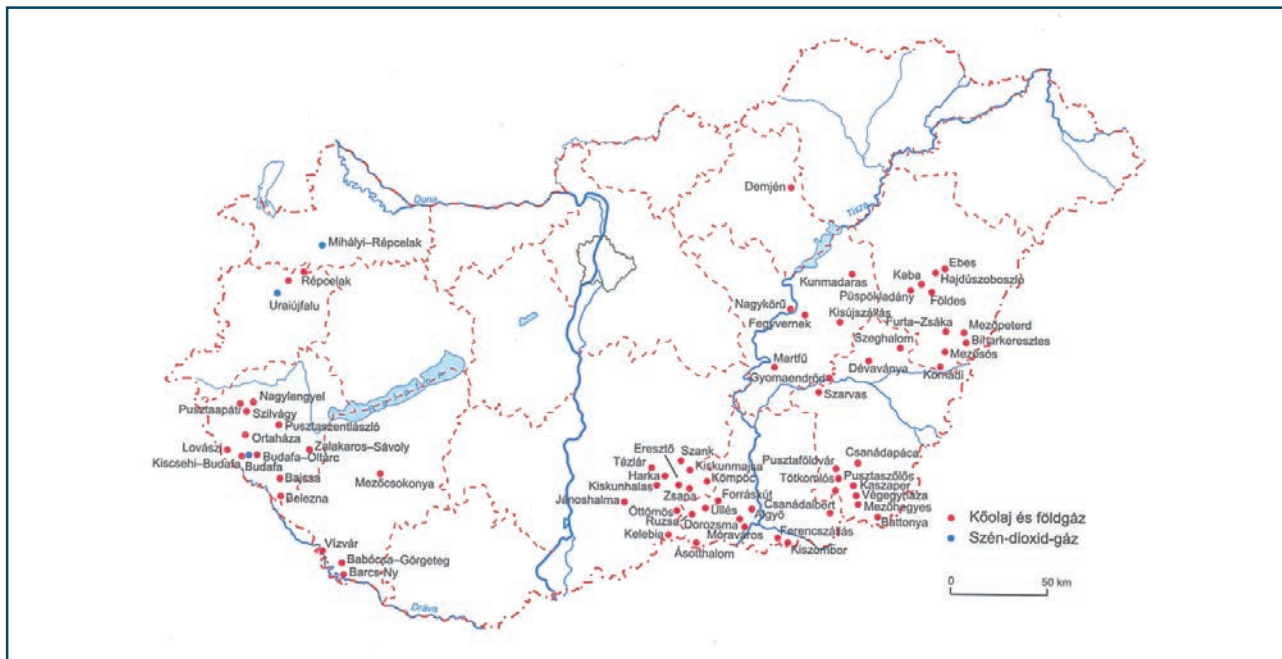 Demjén
Duna
Tisza
Mihályi–Répcelak
Ebes
Répcelak
Kaba
Hajdúszoboszló
Kunmadaras
Uraiújfalu
Püspökladány
Földes
Nagykörű
Kisújszállás
Fegyvernek
Furta–Zsáka
Mezőpeterd
Szeghalom
Biharkeresztes
Mezősós
Martfű
Dévaványa
Komádi
Gyomaendrőd
Szarvas
Nagylengyel
Pusztaapáti
Szilvágy
Pusztaszentlászló
Ortaháza
Lovászi
Zalakaros–Sávoly
Budafa–Oltárc
Kiscsehi–Budafa
Budafa
Bajcsa
Mezőcsokonya
Belezna
Eresztő
Szank
Csanádapáca
Pusztaföldvár
Tázlár
Kiskunmajsa
Harka
Kömpöc
Tótkomlós
Pusztaszőlős
Kiskunhalas
Kaszaper
Zsana
Jánoshalma
Forráskút
Végegyháza
Csanádalbert
Mezőhegyes
Öttömös
Üllés
Algyő
Ruzsa
Dorozsma
Battonya
Móraváros
Ferencszállás
Kelebia
Kiszombor
Ásotthalom
Vízvár
Babócsa–Görgeteg
Barcs-Ny
Dráva
Kőolaj és földgáz
Szén-dioxid-gáz
0 50 km